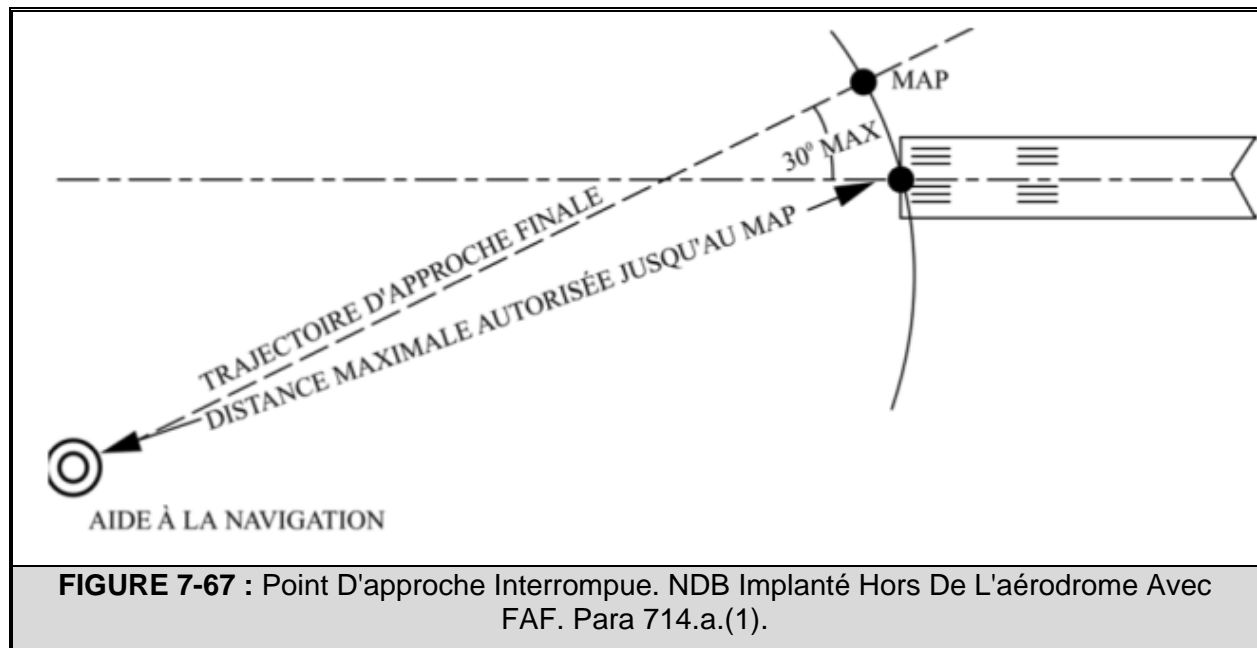 MAP
30° MAX
TRAJECTOIRE D'APPROCHE FINALE
DISTANCE MAXIMALE AUTORISÉE JUSQU'AU MAP
AIDE À LA NAVIGATION
FIGURE 7-67 : Point D'approche Interrompue. NDB Implanté Hors De L'aérodrome Avec
FAF. Para 714.a.(1).